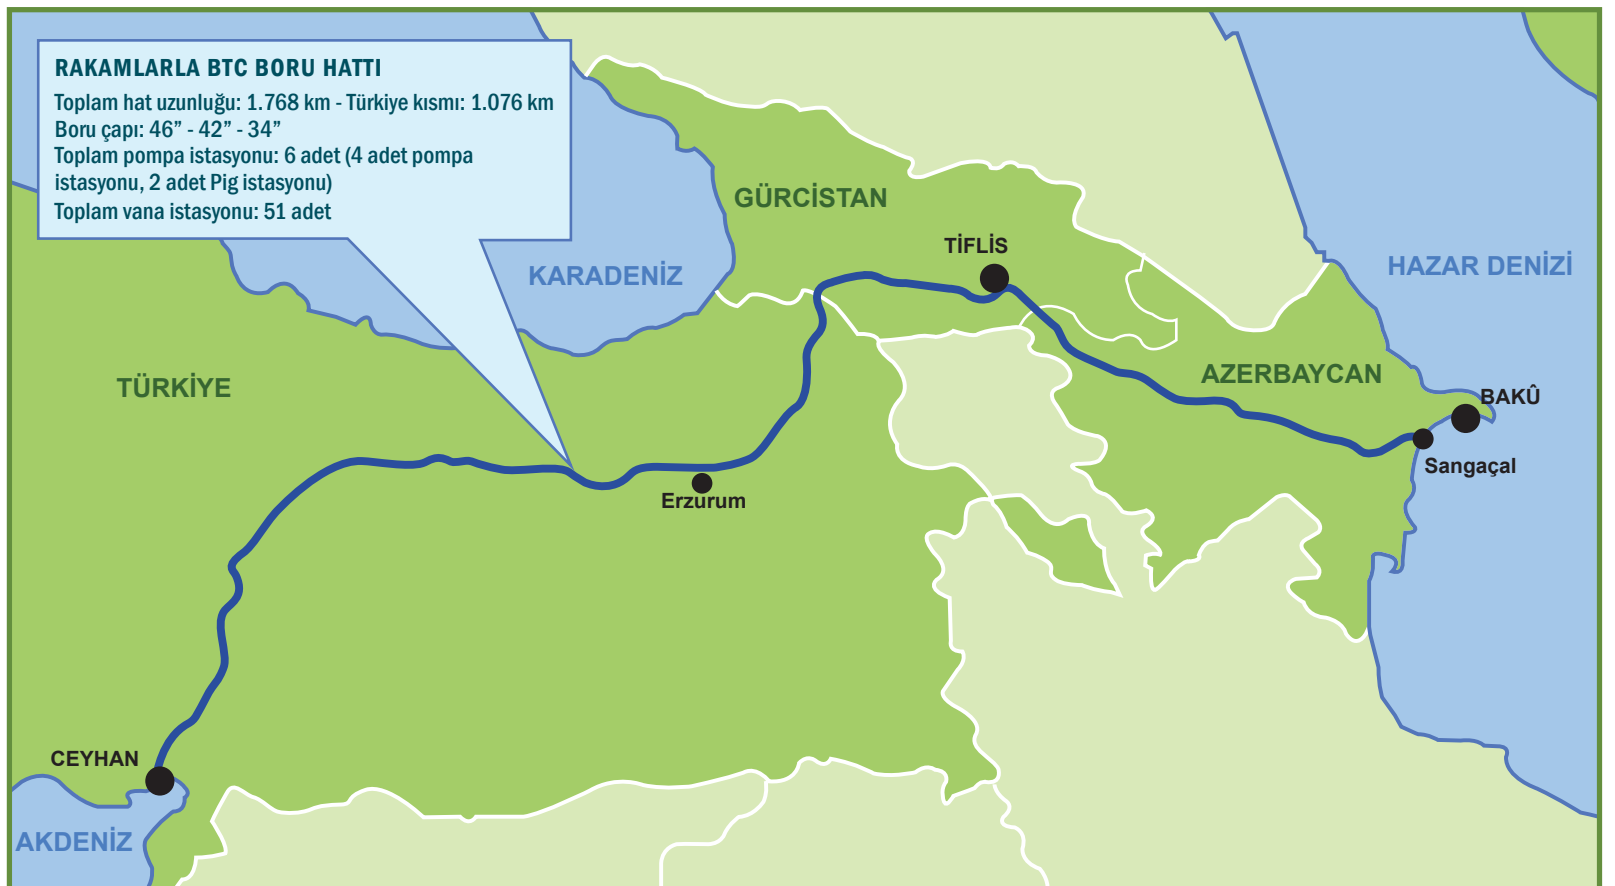 RAKAMLARLA BTC BORU HATTI
Toplam hat uzunluğu: 1.768 km - Türkiye kısmı: 1.076 km
Boru çapı: 46” - 42” - 34”
Toplam pompa istasyonu: 6 adet (4 adet pompa
istasyonu, 2 adet Pig istasyonu)
Toplam vana istasyonu: 51 adet
GÜRCİSTAN
TİFLİS
KARADENİZ
HAZAR DENİZİ
TÜRKİYE
AZERBAYCAN
BAKÛ
Sangaçal
Erzurum
CEYHAN
AKDENİZ